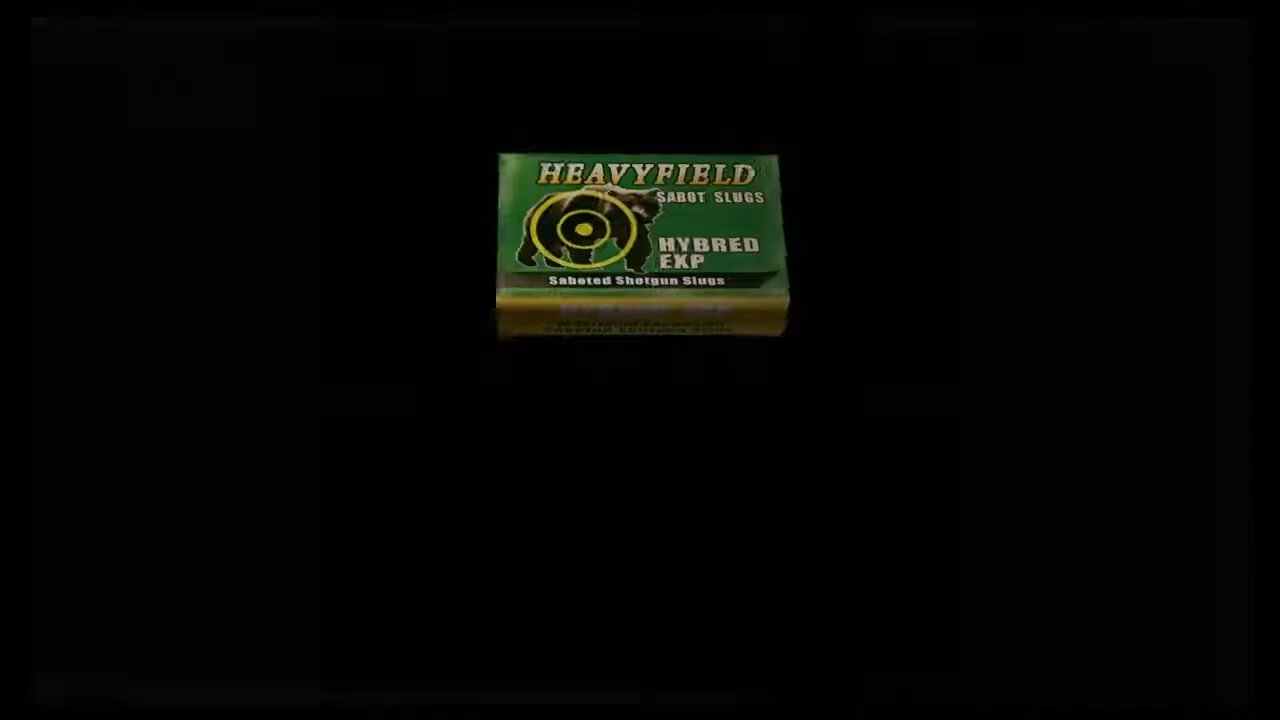 HEAVYFIELD
SABOT SLUGS
HYBRED
EXP
Saboted Shotgun Slugs